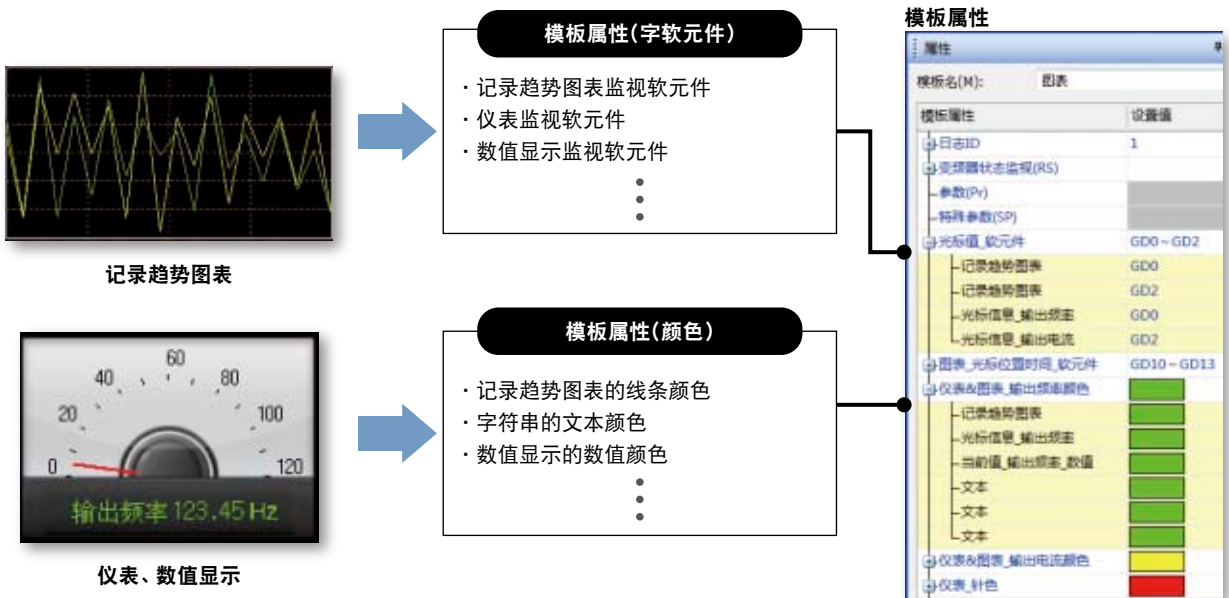 记录趋势图表
0
20
40
60
80
100
120
输出频率123.45Hz
仪表、数值显示
模板属性(字软元件)
·记录趋势图表监视软元件
·仪表监视软元件
·数值显示监视软元件
模板属性(颜色)
·记录趋势图表的线条颜色
·字符串的文本颜色
·数值显示的数值颜色
模板属性
属性
模板名(M): 图表
模板属性 设置值
日志ID 1
变频器状态监视(RS)
参数(Pr)
特殊参数(SP)
光标值_软元件 GD0~GD2
记录趋势图表 GD0
记录趋势图表 GD2
光标信息_输出频率 GD0
光标信息_输出电流 GD2
图表_光标位置时间_软元件 GD10~GD13
仪表&图表_输出频率颜色
记录趋势图表
光标信息_输出频率
当前值_输出频率_数值
文本
文本
文本
仪表&图表_输出电流颜色
仪表_针色